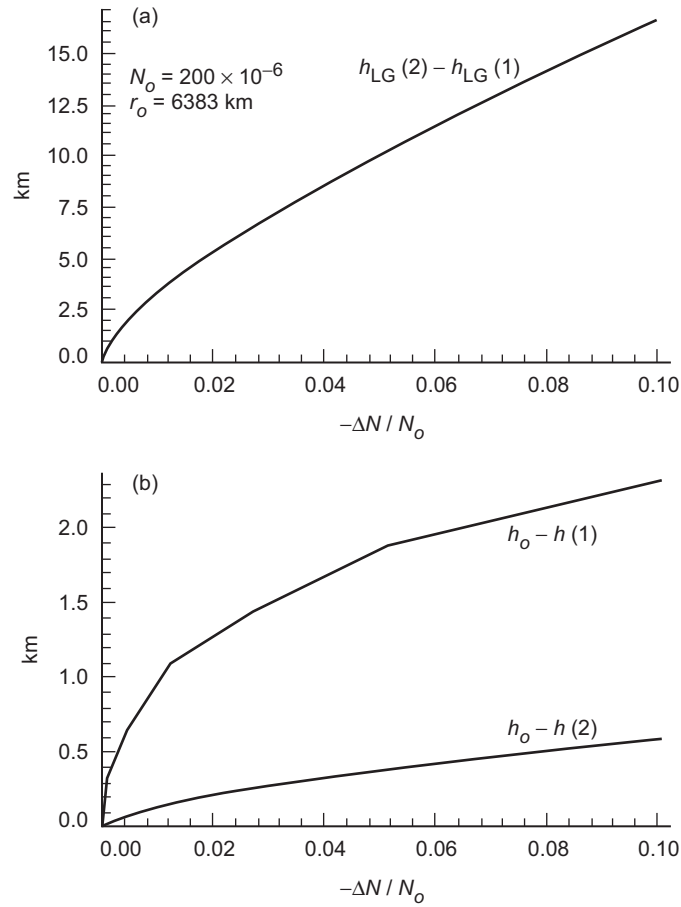 (a)
N_o = 200 × 10⁻⁶
r_o = 6383 km
h_LG (2) – h_LG (1)
km
15.0
12.5
10.0
7.5
5.0
2.5
0.0
0.00 0.02 0.04 0.06 0.08 0.10
–ΔN / N_o
(b)
h_o – h (1)
h_o – h (2)
km
2.0
1.5
1.0
0.5
0.0
0.00 0.02 0.04 0.06 0.08 0.10
–ΔN / N_o